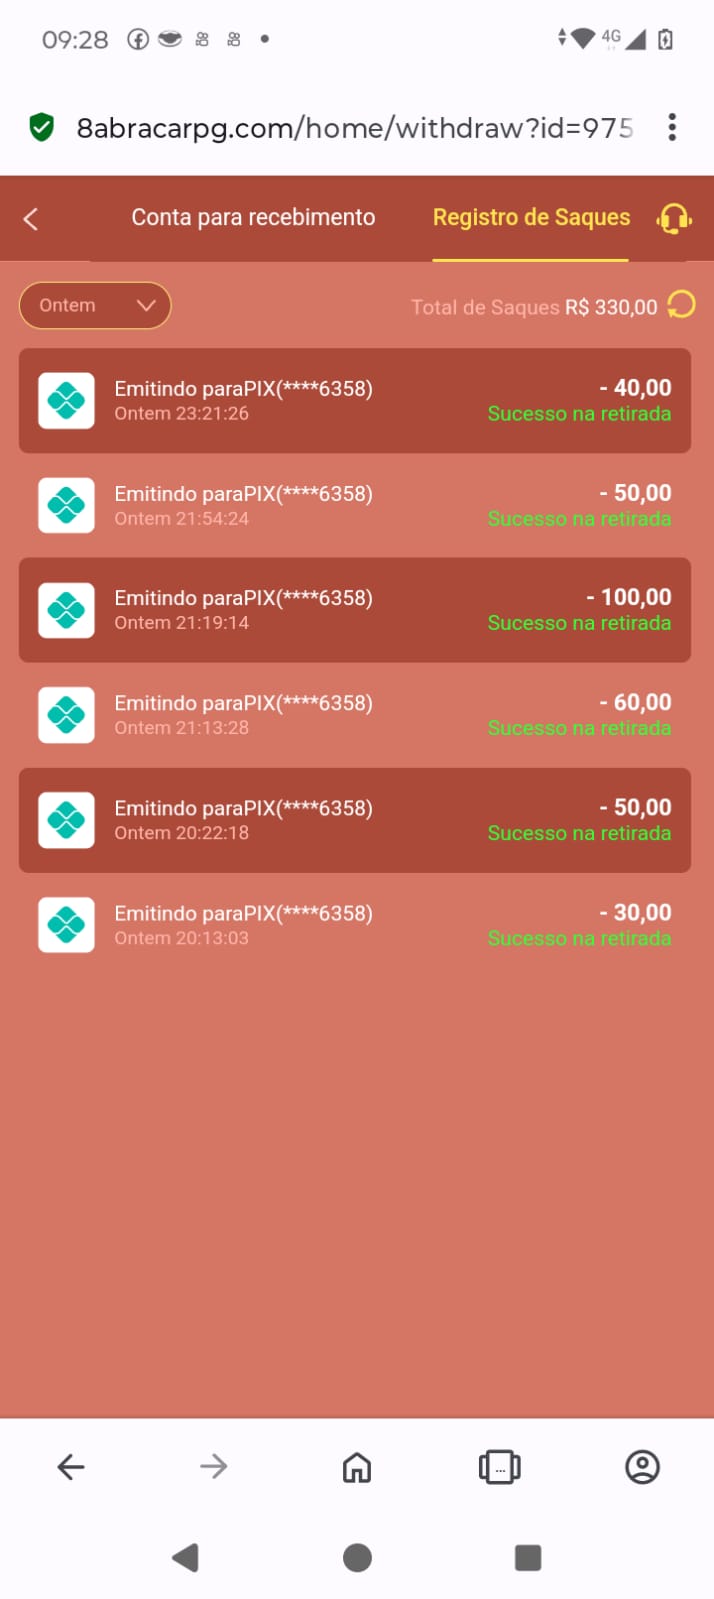 09:28
4G
8abracarpg.com/home/withdraw?id=975
Conta para recebimento Registro de Saques
Ontem Total de Saques R$ 330,00
Emitindo paraPIX(****6358) - 40,00
Ontem 23:21:26 Sucesso na retirada
Emitindo paraPIX(****6358) - 50,00
Ontem 21:54:24 Sucesso na retirada
Emitindo paraPIX(****6358) - 100,00
Ontem 21:19:14 Sucesso na retirada
Emitindo paraPIX(****6358) - 60,00
Ontem 21:13:28 Sucesso na retirada
Emitindo paraPIX(****6358) - 50,00
Ontem 20:22:18 Sucesso na retirada
Emitindo paraPIX(****6358) - 30,00
Ontem 20:13:03 Sucesso na retirada